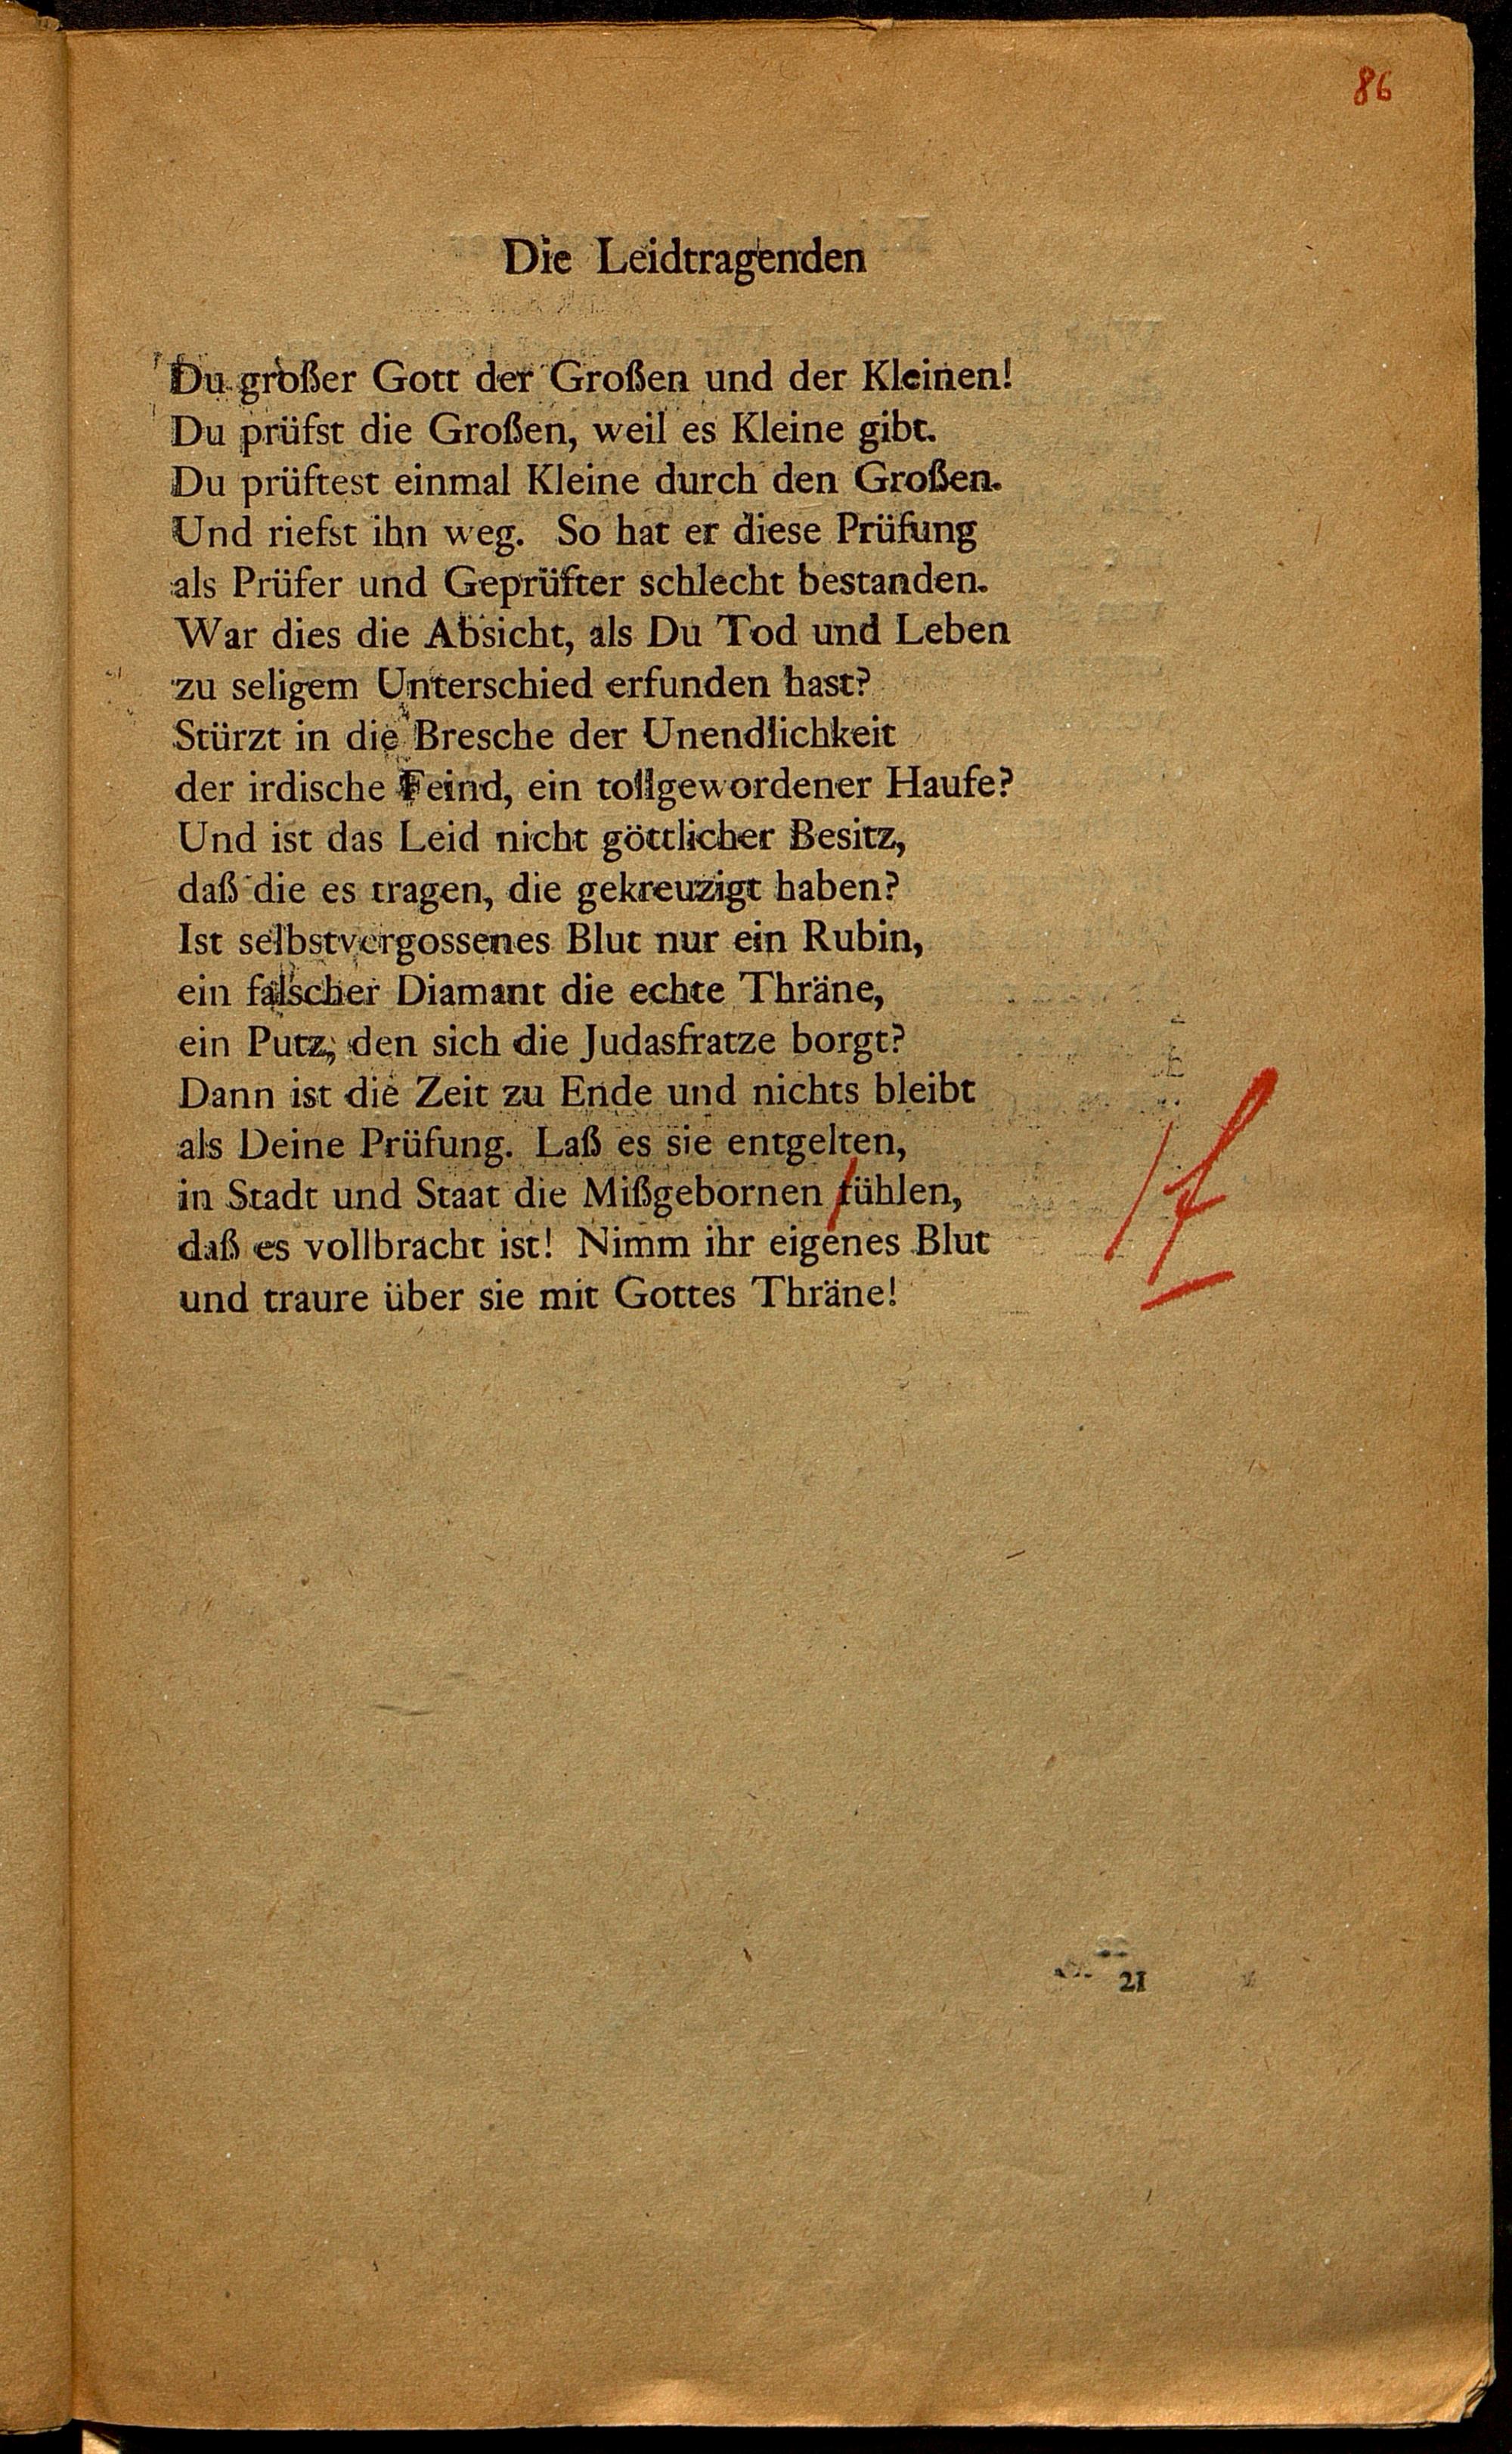 86
Die Leidtragenden
Du großer Gott der Großen und der Kleinen!
Du prüfst die Großen, weil es Kleine gibt.
Du prüftest einmal Kleine durch den Großen.
Und riefst ihn weg. So hat er diese Prüfung
als Prüfer und Geprüfter schlecht bestanden.
War dies die Absicht, als Du Tod und Leben
zu seligem Unterschied erfunden hast?
Stürzt in die Bresche der Unendlichkeit
der irdische Feind, ein tollgewordener Haufe?
Und ist das Leid nicht göttlicher Besitz,
daß die es tragen, die gekreuzigt haben?
Ist selbstvergossenes Blut nur ein Rubin,
ein falscher Diamant die echte Thräne,
ein Putz, den sich die Judasfratze borgt?
Dann ist die Zeit zu Ende und nichts bleibt
als Deine Prüfung. Laß es sie entgelten,
in Stadt und Staat die Mißgebornen fühlen, f
daß es vollbracht ist! Nimm ihr eigenes Blut
und traure über sie mit Gottes Thräne!
21